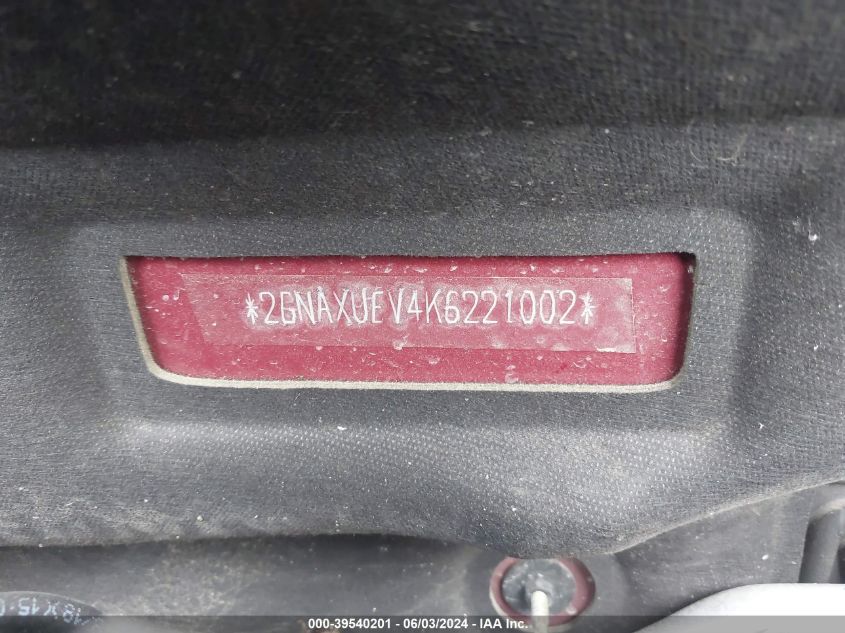 *2GNAXUEV4K6221002*
000-39540201 - 06/03/2024 - IAA Inc.